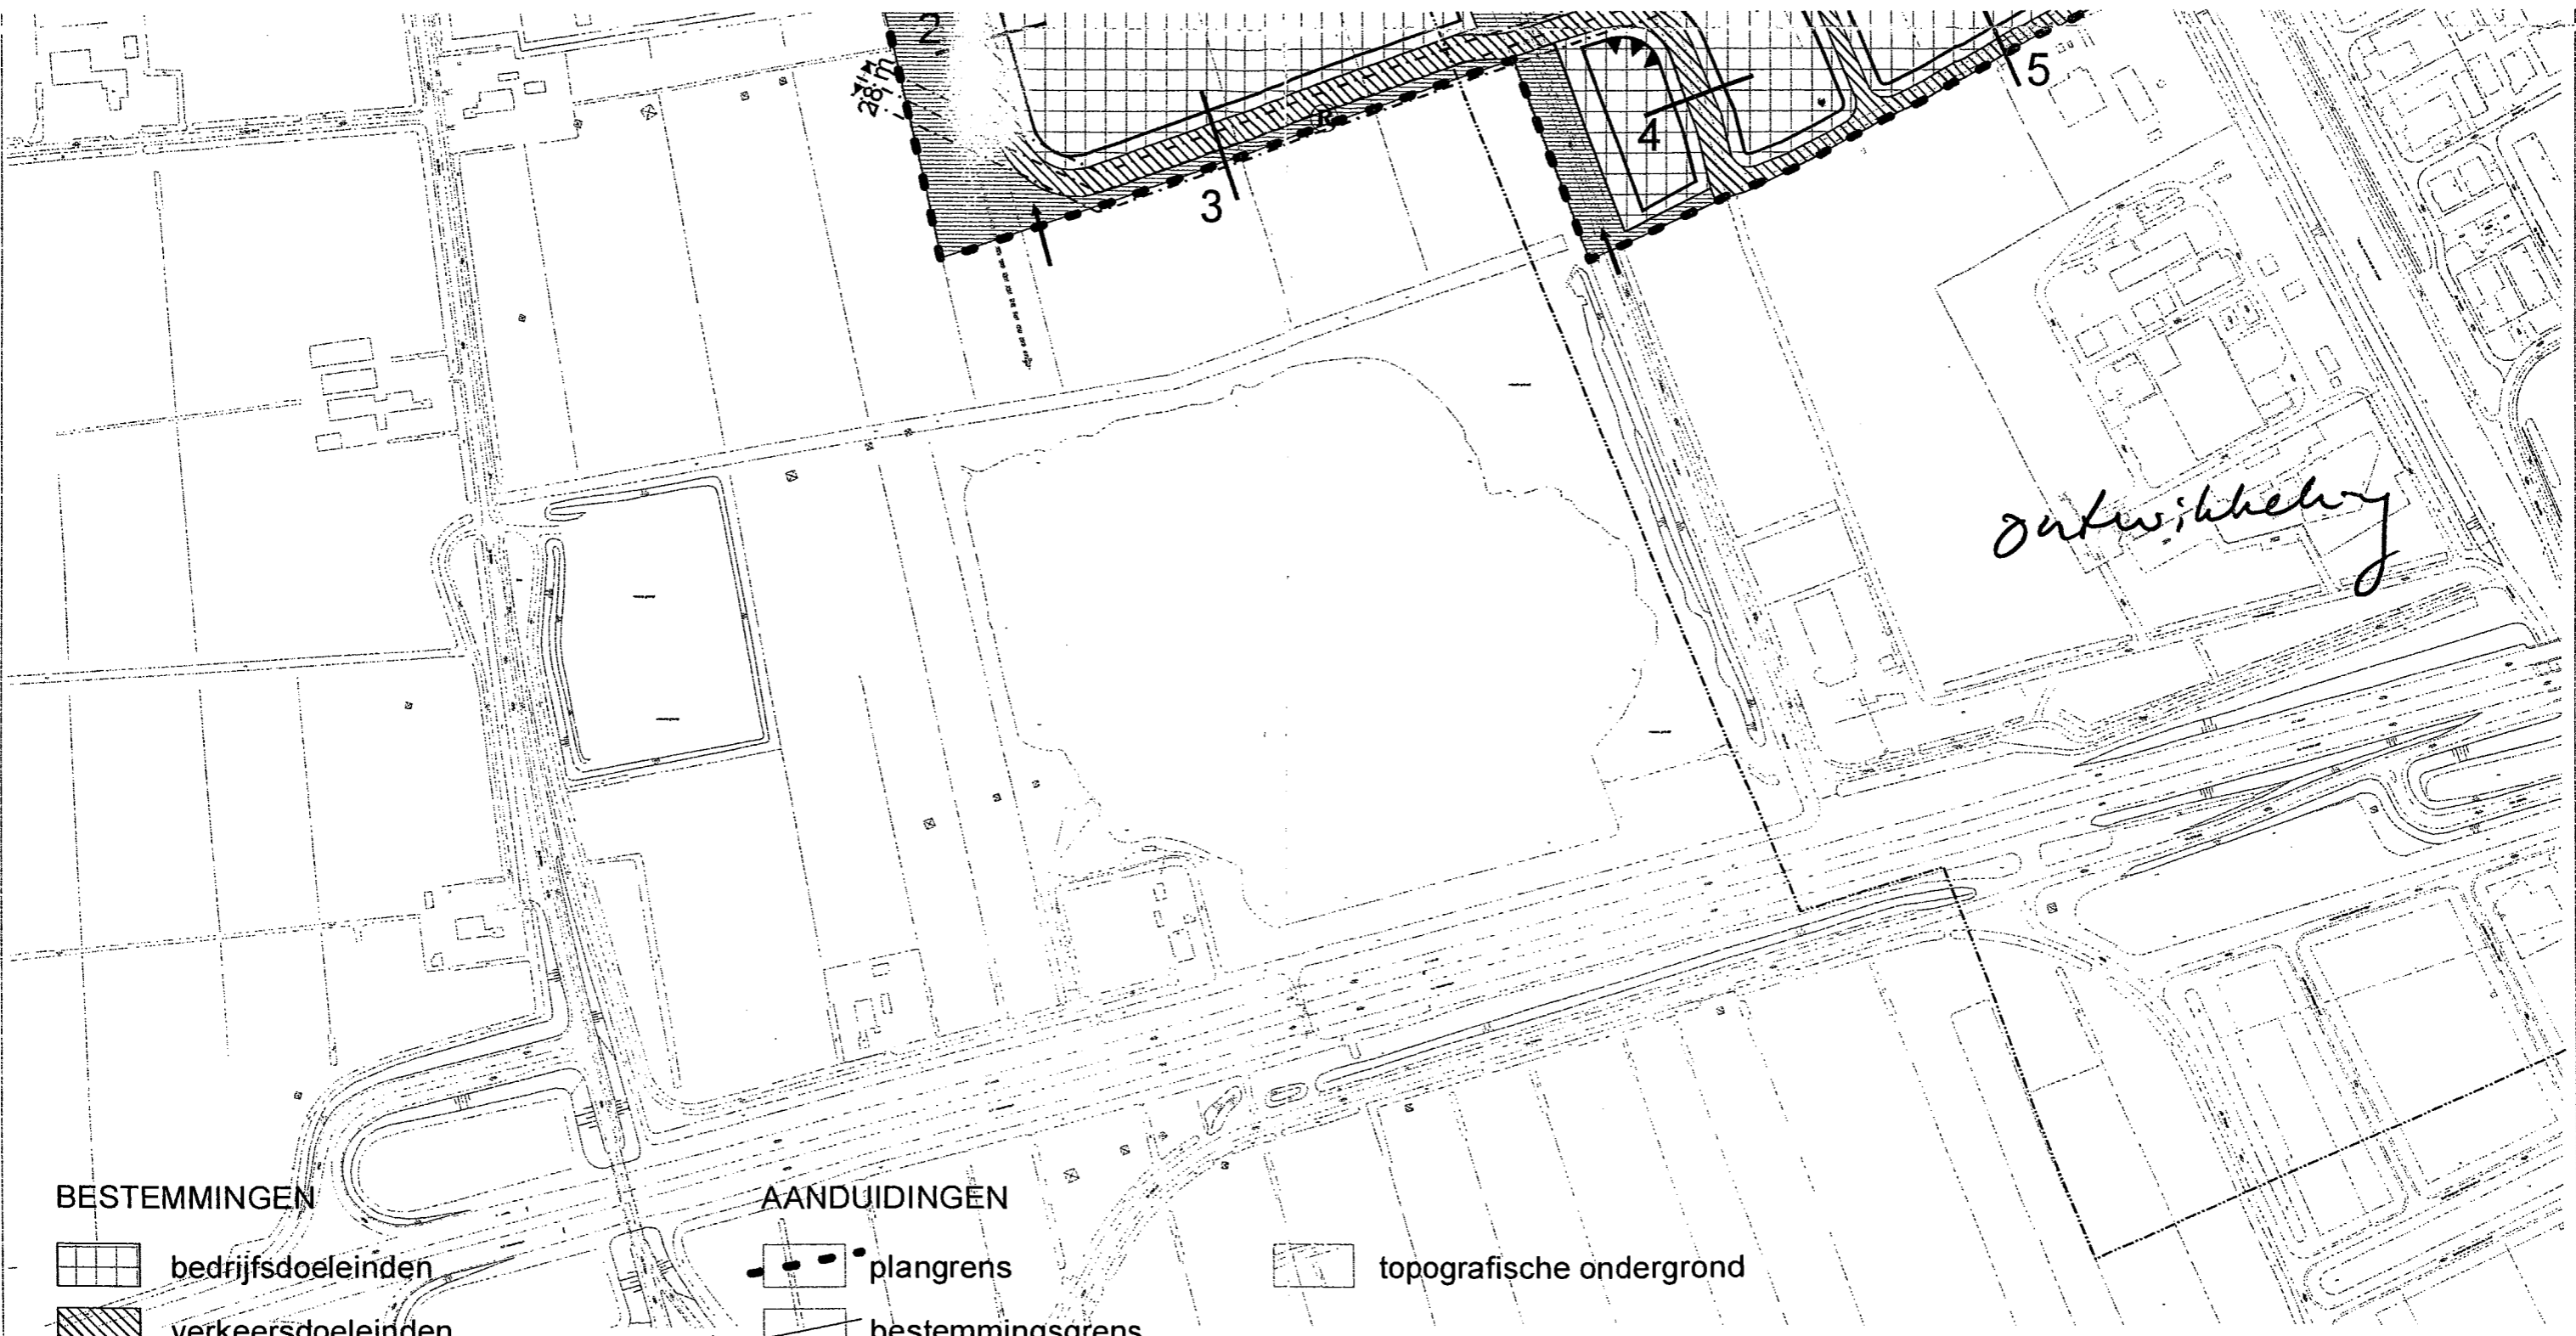 2
28 m
5
4
3
ontwikkeling
BESTEMMINGEN
AANDUIDINGEN
bedrijfsdoeleinden
plangrens
topografische ondergrond
verkeersdoeleinden
bestemmingsgrens